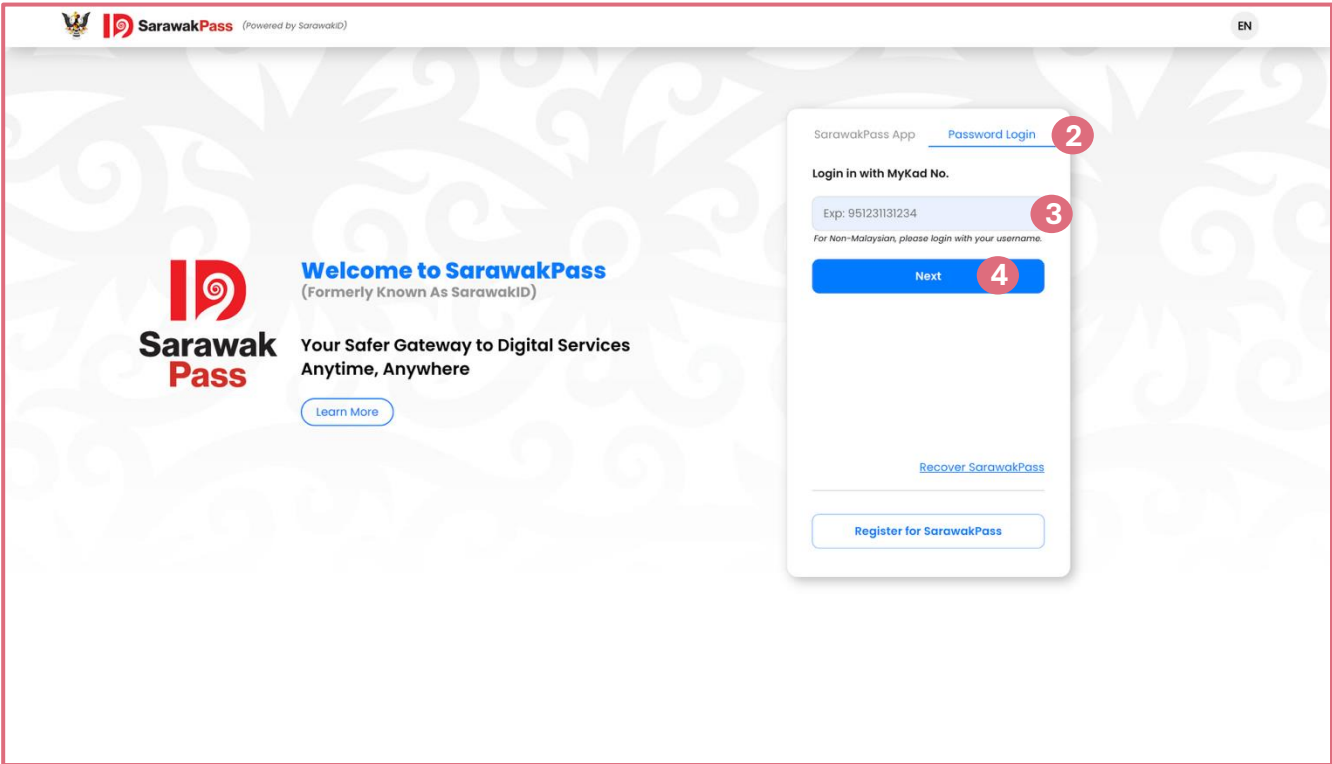 SarawakPass (Powered by SarawakID)
EN
SarawakPass App Password Login 2
Login in with MyKad No.
Exp: 951231131234 3
For Non-Malaysian, please login with your username.
Next 4
Recover SarawakPass
Register for SarawakPass
Sarawak
Pass
Welcome to SarawakPass
(Formerly Known As SarawakID)
Your Safer Gateway to Digital Services
Anytime, Anywhere
Learn More